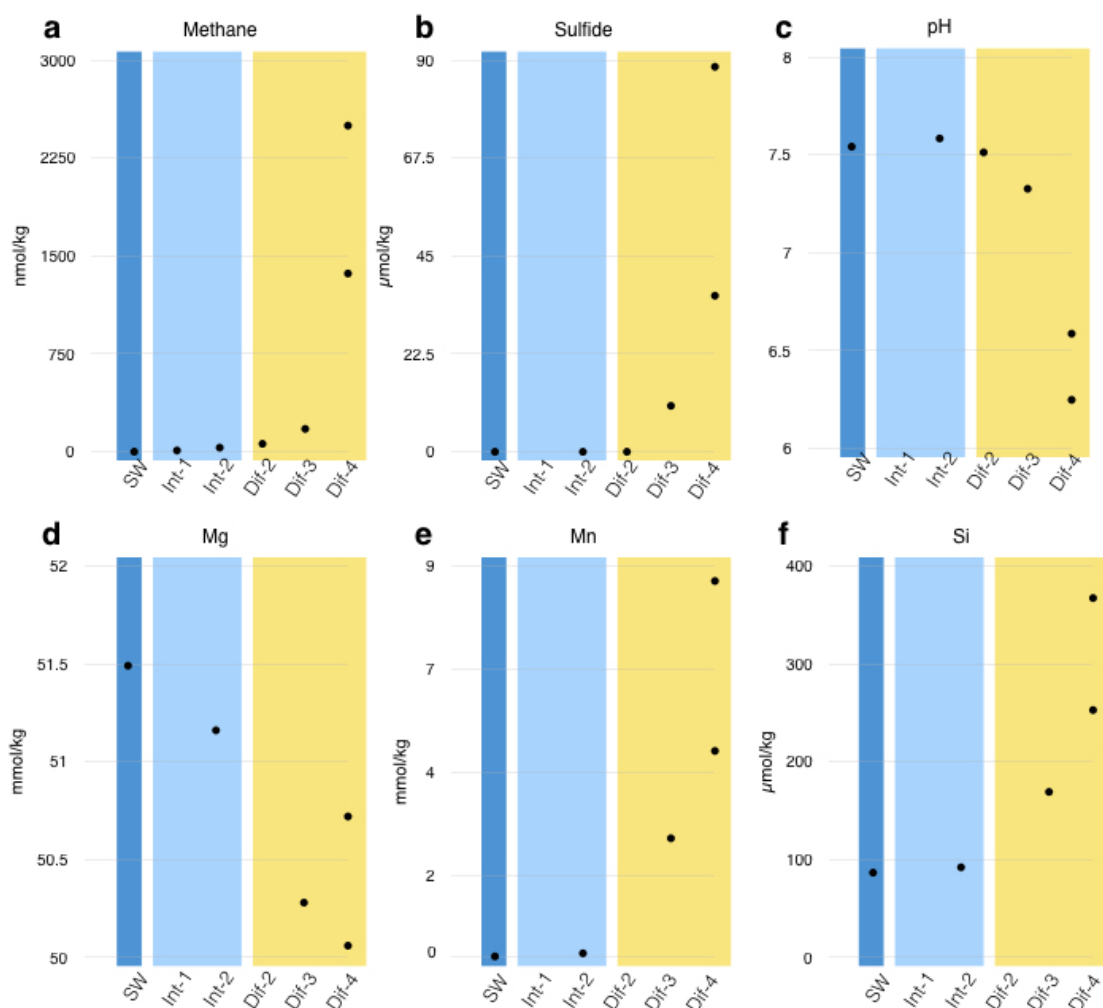 a Methane
3000
2250
1500
750
0
nmol/kg
SW Int-1 Int-2 Dif-2 Dif-3 Dif-4
b Sulfide
90
67.5
45
22.5
0
µmol/kg
SW Int-1 Int-2 Dif-2 Dif-3 Dif-4
c pH
8
7.5
7
6.5
6
SW Int-1 Int-2 Dif-2 Dif-3 Dif-4
d Mg
52
51.5
51
50.5
50
mmol/kg
SW Int-1 Int-2 Dif-2 Dif-3 Dif-4
e Mn
9
7
4
2
0
mmol/kg
SW Int-1 Int-2 Dif-2 Dif-3 Dif-4
f Si
400
300
200
100
0
µmol/kg
SW Int-1 Int-2 Dif-2 Dif-3 Dif-4